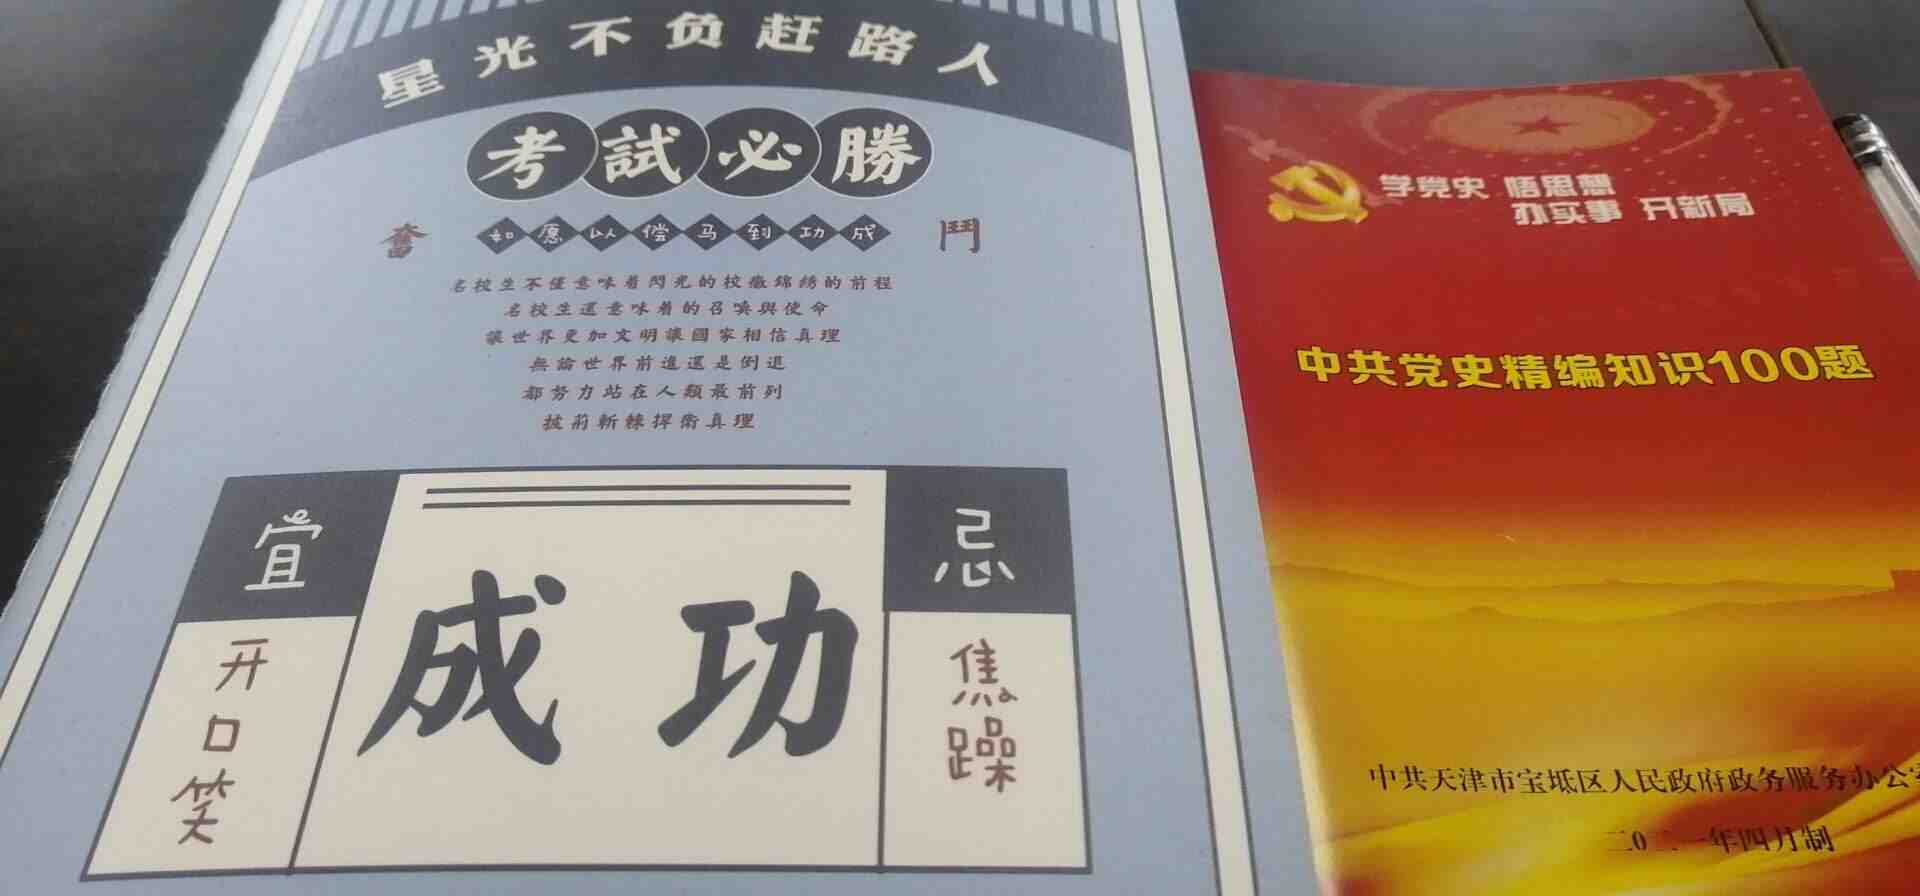 星光不负赶路人
考試必勝
奮 如愿以偿马到功成 鬥
名校生不僅意味着閃光的校徽錦绣的前程
名校生還意味着的召唤與使命
讓世界更加文明讓國家相信真理
無論世界前進還是倒退
都努力站在人類最前列
披荊斬棘捍衛真理
宜
开口笑
成功
忌
焦躁
学党史 悟思想
办实事 开新局
中共党史精编知识100题
中共天津市宝坻区人民政府政务服务办公室
二〇二一年四月制